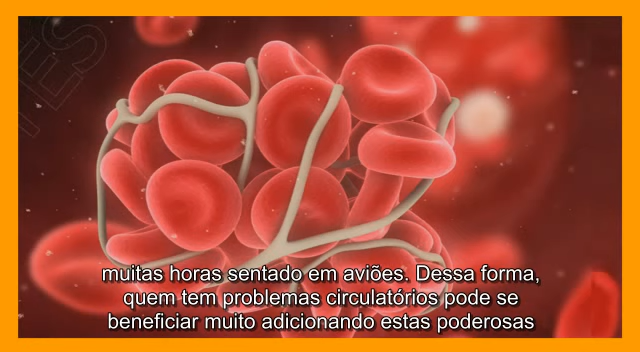 muitas horas sentado em aviões. Dessa forma,
quem tem problemas circulatórios pode se
beneficiar muito adicionando estas poderosas